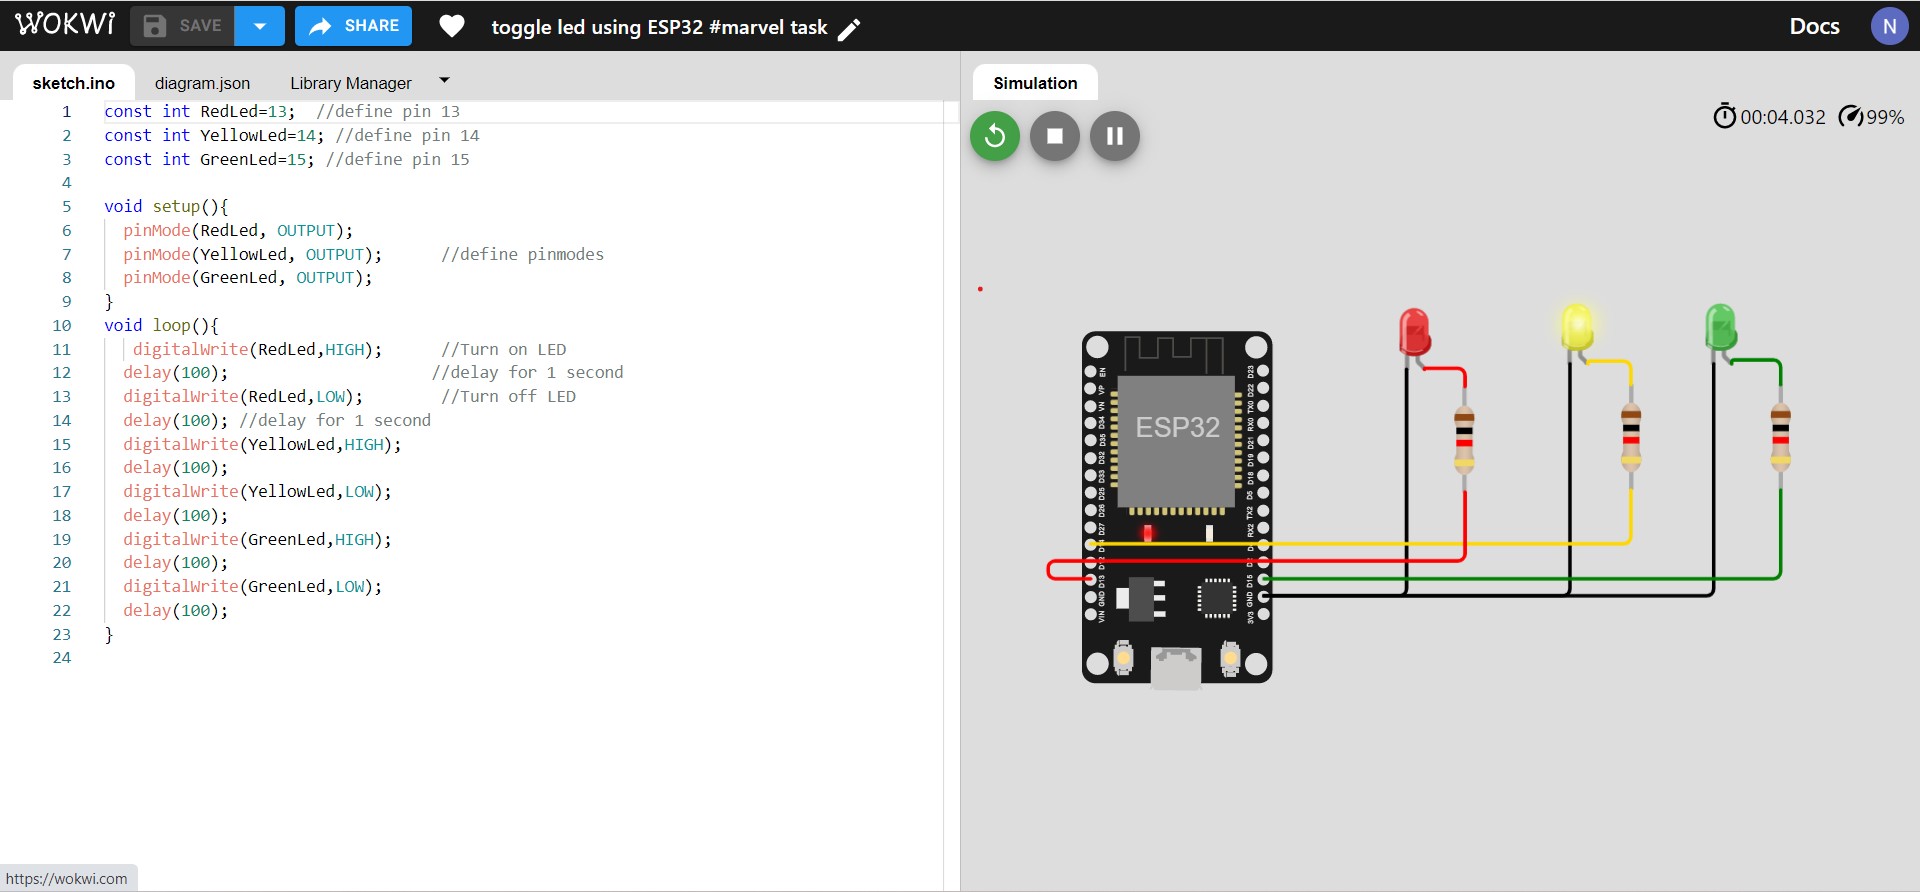 WOKWi SAVE SHARE toggle led using ESP32 #marvel task Docs N
sketch.ino diagram.json Library Manager
1 const int RedLed=13; //define pin 13
2 const int YellowLed=14; //define pin 14
3 const int GreenLed=15; //define pin 15
4
5 void setup(){
6 pinMode(RedLed, OUTPUT);
7 pinMode(YellowLed, OUTPUT); //define pinmodes
8 pinMode(GreenLed, OUTPUT);
9 }
10 void loop(){
11 digitalWrite(RedLed,HIGH); //Turn on LED
12 delay(100); //delay for 1 second
13 digitalWrite(RedLed,LOW); //Turn off LED
14 delay(100); //delay for 1 second
15 digitalWrite(YellowLed,HIGH);
16 delay(100);
17 digitalWrite(YellowLed,LOW);
18 delay(100);
19 digitalWrite(GreenLed,HIGH);
20 delay(100);
21 digitalWrite(GreenLed,LOW);
22 delay(100);
23 }
24
https://wokwi.com
Simulation
00:04.032 99%
ESP32
EN
VP
VN
D34
D35
D32
D33
D25
D26
D27
D13
GND
VIN
D23
D22
TX0
RX0
D21
D19
D18
D5
TX2
RX2
D15
GND
3V3